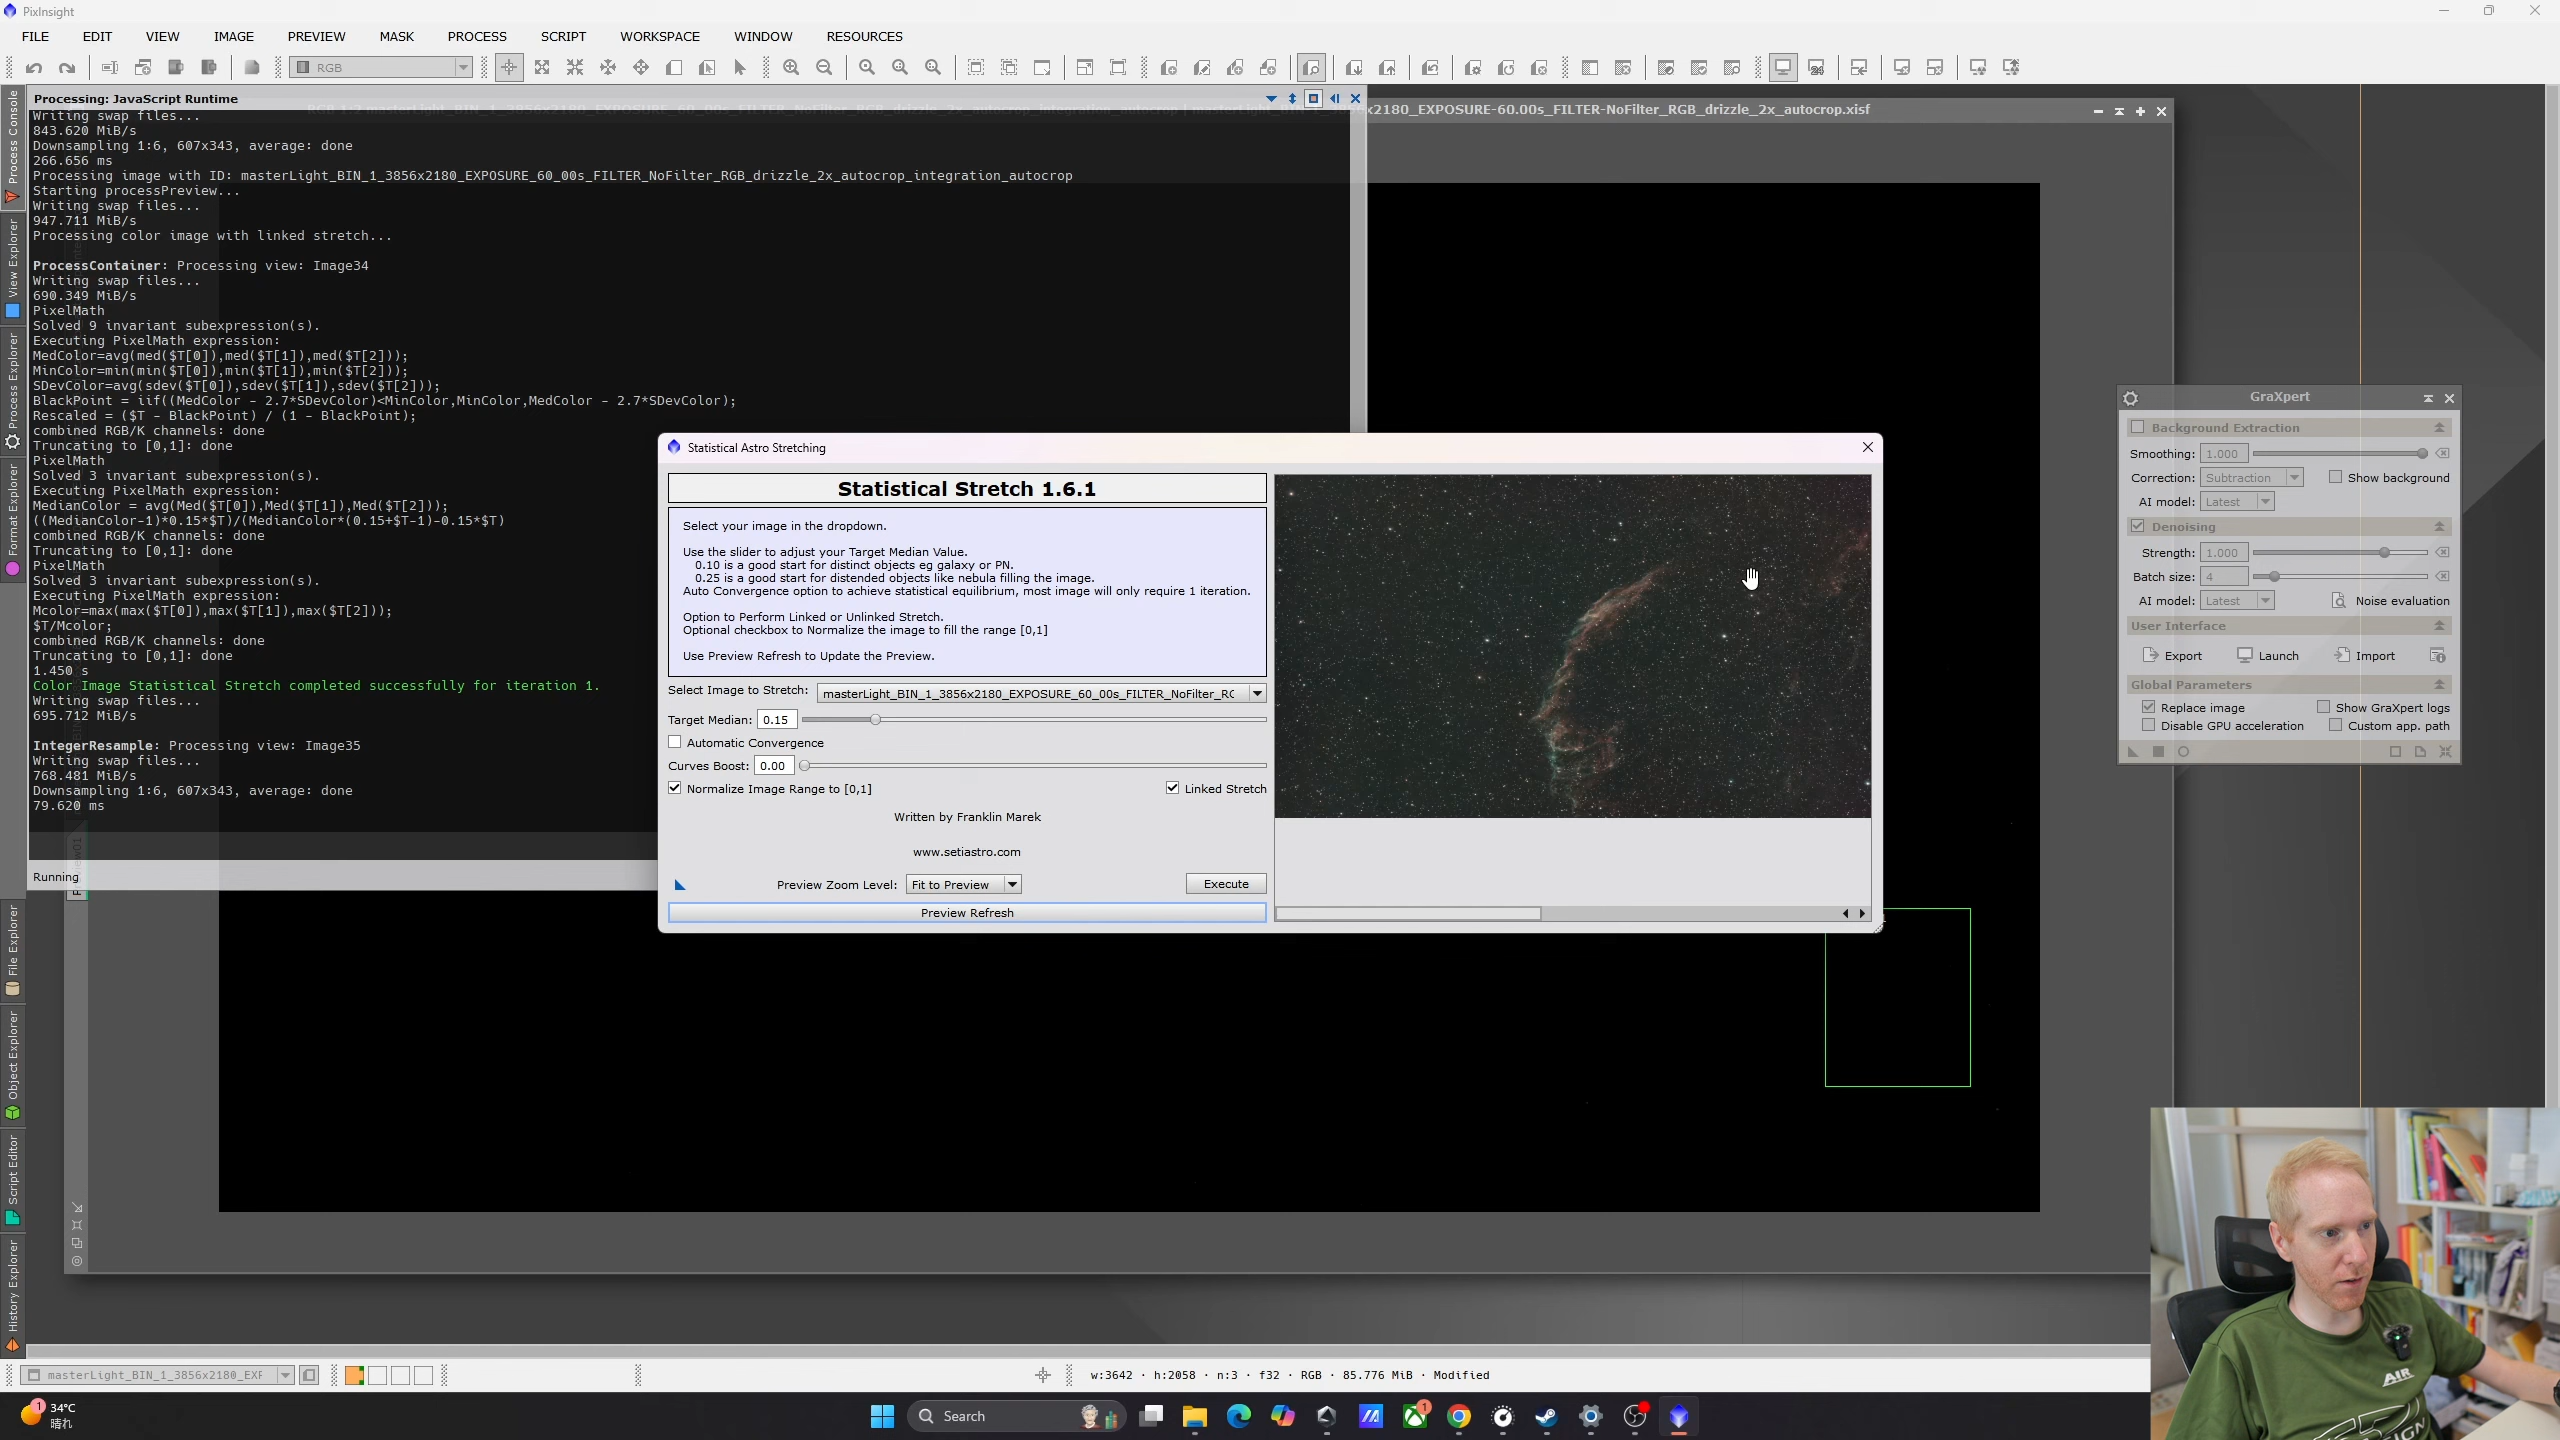 PixInsight
FILE EDIT VIEW IMAGE PREVIEW MASK PROCESS SCRIPT WORKSPACE WINDOW RESOURCES
RGB
Processing: JavaScript Runtime
x2180_EXPOSURE-60.00s_FILTER-NoFilter_RGB_drizzle_2x_autocrop.xisf
Writing swap files...
843.620 MiB/s
Downsampling 1:6, 607x343, average: done
266.656 ms
Processing image with ID: masterLight_BIN_1_3856x2180_EXPOSURE_60_00s_FILTER_NoFilter_RGB_drizzle_2x_autocrop_integration_autocrop
Starting processPreview...
Writing swap files...
947.711 MiB/s
Processing color image with linked stretch...
ProcessContainer: Processing view: Image34
Writing swap files...
690.349 MiB/s
PixelMath
Solved 9 invariant subexpression(s).
Executing PixelMath expression:
MedColor=avg(med($T[0]),med($T[1]),med($T[2]));
MinColor=min(min($T[0]),min($T[1]),min($T[2]));
SDevColor=avg(sdev($T[0]),sdev($T[1]),sdev($T[2]));
BlackPoint = iif((MedColor - 2.7*SDevColor)<MinColor,MinColor,MedColor - 2.7*SDevColor);
Rescaled = ($T - BlackPoint) / (1 - BlackPoint);
combined RGB/K channels: done
Truncating to [0,1]: done
PixelMath
Solved 3 invariant subexpression(s).
Executing PixelMath expression:
MedianColor = avg(Med($T[0]),Med($T[1]),Med($T[2]));
((MedianColor-1)*0.15*$T)/(MedianColor*(0.15+$T-1)-0.15*$T)
combined RGB/K channels: done
Truncating to [0,1]: done
PixelMath
Solved 3 invariant subexpression(s).
Executing PixelMath expression:
Mcolor=max(max($T[0]),max($T[1]),max($T[2]));
$T/Mcolor;
combined RGB/K channels: done
Truncating to [0,1]: done
1.450 s
Color Image Statistical Stretch completed successfully for iteration 1.
Writing swap files...
695.712 MiB/s
IntegerResample: Processing view: Image35
Writing swap files...
768.481 MiB/s
Downsampling 1:6, 607x343, average: done
79.620 ms
Running
Process Console
View Explorer
Process Explorer
Format Explorer
File Explorer
Object Explorer
Script Editor
History Explorer
Statistical Astro Stretching
Statistical Stretch 1.6.1
Select your image in the dropdown.
Use the slider to adjust your Target Median Value.
0.10 is a good start for distinct objects eg galaxy or PN.
0.25 is a good start for distended objects like nebula filling the image.
Auto Convergence option to achieve statistical equilibrium, most image will only require 1 iteration.
Option to Perform Linked or Unlinked Stretch.
Optional checkbox to Normalize the image to fill the range [0,1]
Use Preview Refresh to Update the Preview.
Select Image to Stretch: masterLight_BIN_1_3856x2180_EXPOSURE_60_00s_FILTER_NoFilter_RC
Target Median: 0.15
Automatic Convergence
Curves Boost: 0.00
Normalize Image Range to [0,1] Linked Stretch
Written by Franklin Marek
www.setiastro.com
Preview Zoom Level: Fit to Preview Execute
Preview Refresh
GraXpert
Background Extraction
Smoothing: 1.000
Correction: Subtraction Show background
AI model: Latest
Denoising
Strength: 1.000
Batch size: 4
AI model: Latest Noise evaluation
User Interface
Export Launch Import
Global Parameters
Replace image Show GraXpert logs
Disable GPU acceleration Custom app. path
masterLight_BIN_1_3856x2180_EXF
w:3642 · h:2058 · n:3 · f32 · RGB · 85.776 MiB · Modified
1
34°C
晴れ
Search
1
24
AIR